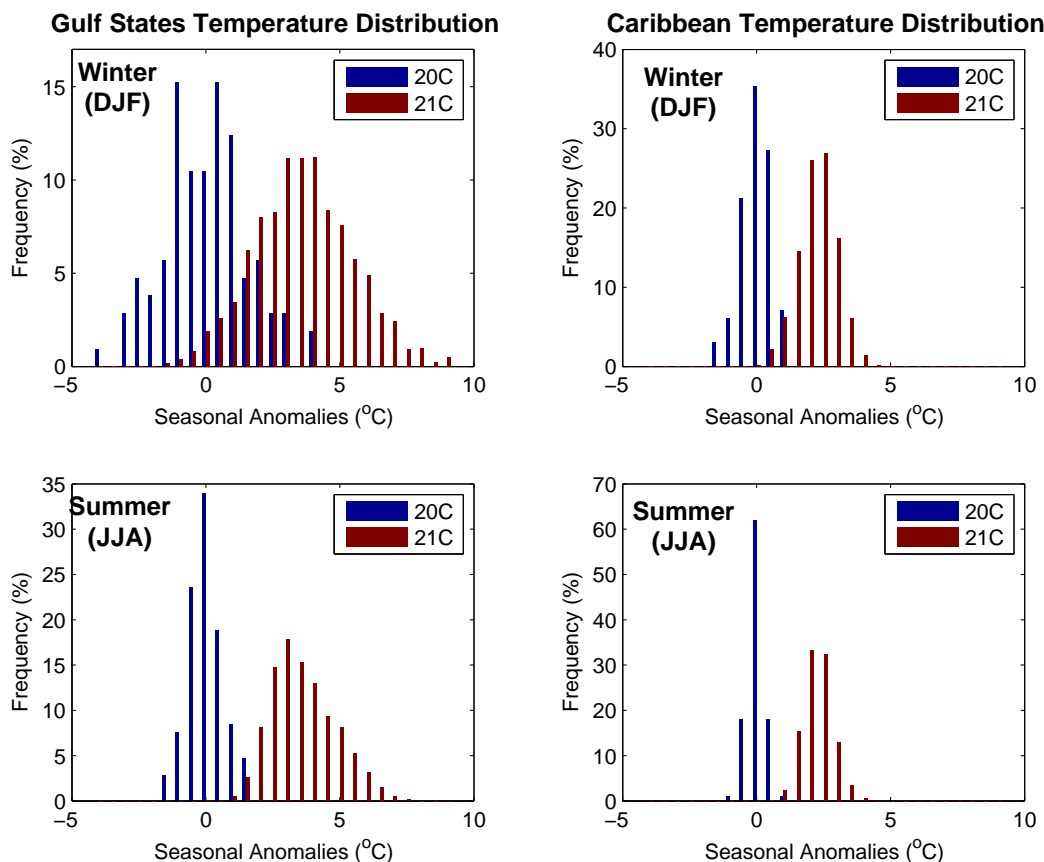 Gulf States Temperature Distribution
Winter
(DJF)
20C
21C
Frequency (%)
15
10
5
0
−5
0
5
10
Seasonal Anomalies (°C)
Caribbean Temperature Distribution
Winter
(DJF)
20C
21C
Frequency (%)
40
30
20
10
0
−5
0
5
10
Seasonal Anomalies (°C)
Summer
(JJA)
20C
21C
Frequency (%)
35
30
25
20
15
10
5
0
−5
0
5
10
Seasonal Anomalies (°C)
Summer
(JJA)
20C
21C
Frequency (%)
70
60
50
40
30
20
10
0
−5
0
5
10
Seasonal Anomalies (°C)